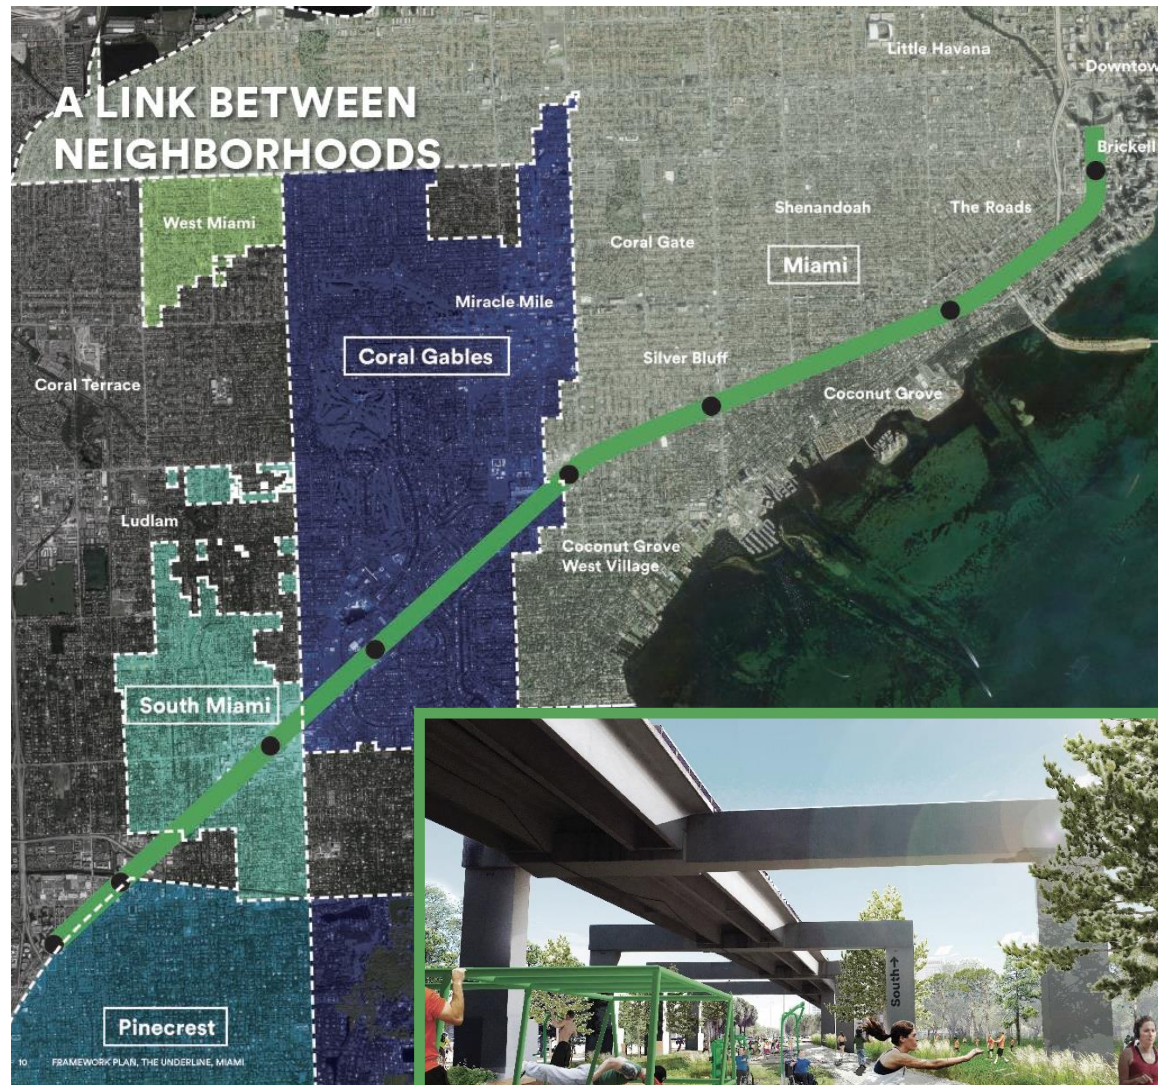 A LINK BETWEEN
NEIGHBORHOODS
Little Havana
Downtow
Brickell
West Miami
Shenandoah
The Roads
Coral Gate
Miami
Miracle Mile
Coral Gables
Silver Bluff
Coral Terrace
Coconut Grove
Ludlam
Coconut Grove
West Village
South Miami
South→
Pinecrest
10 FRAMEWORK PLAN, THE UNDERLINE, MIAMI